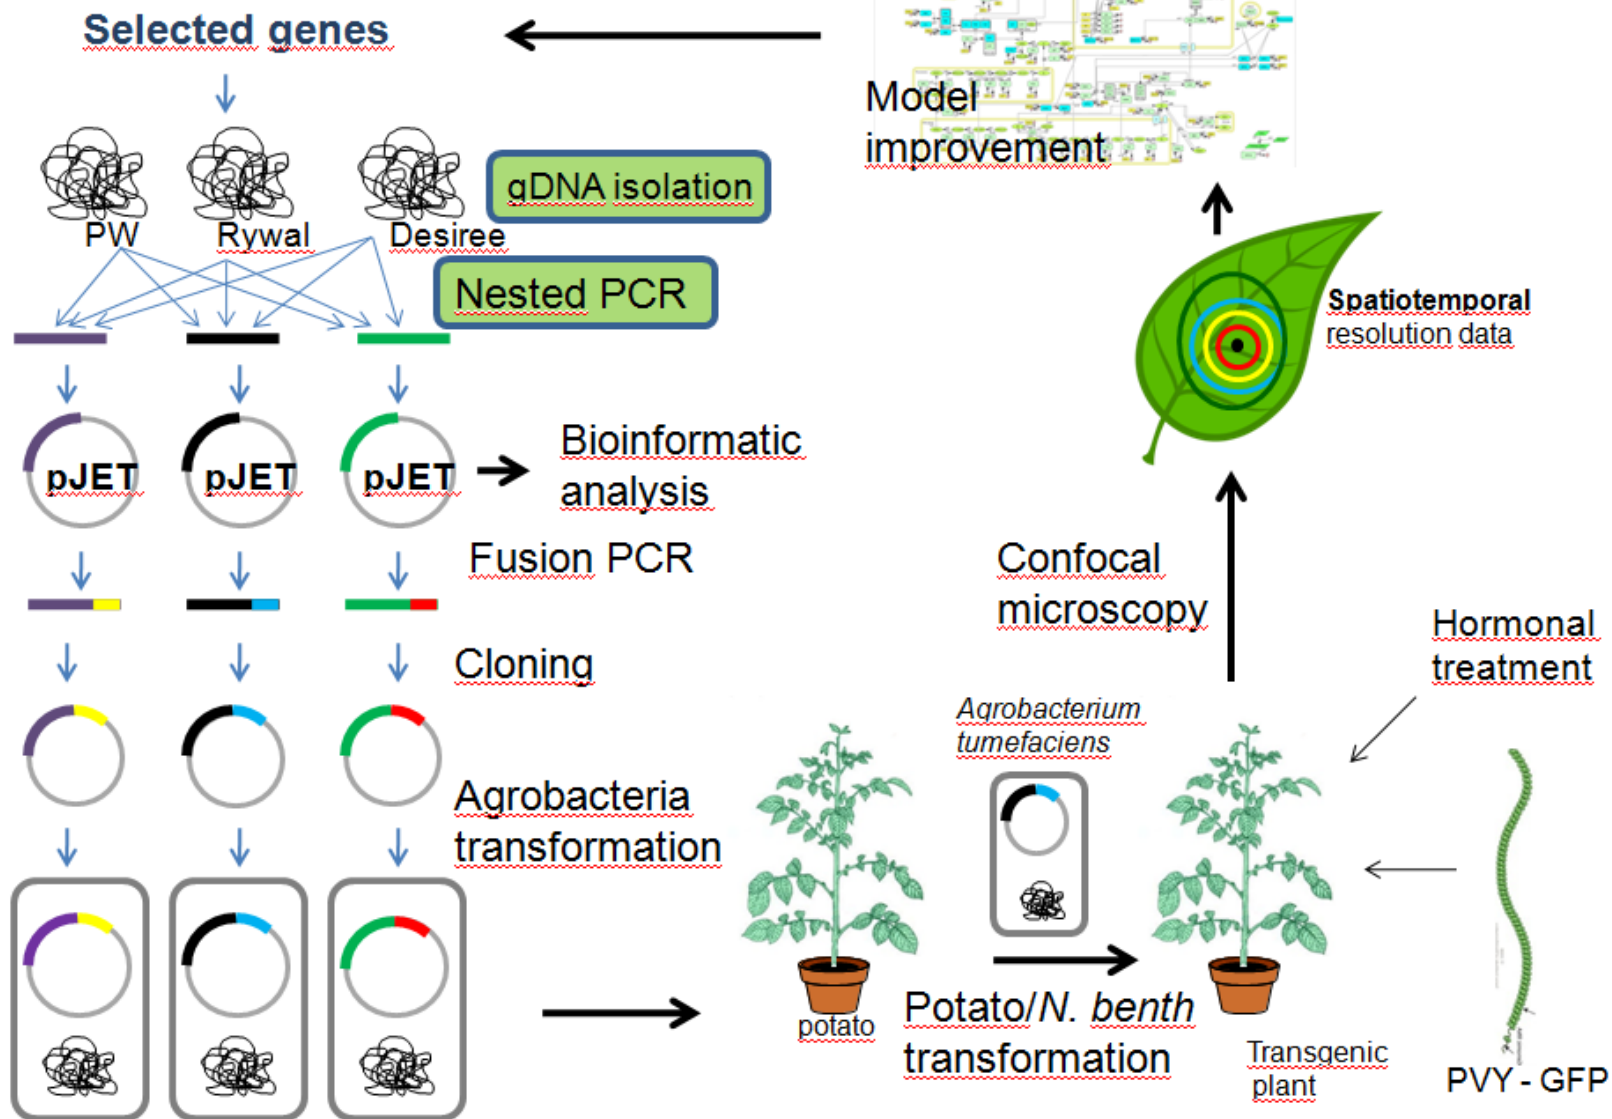 Selected genes
Model
improvement
gDNA isolation
PW
Rywal
Desiree
Nested PCR
Spatiotemporal
resolution data
pJET
pJET
pJET
Bioinformatic
analysis
Fusion PCR
Confocal
microscopy
Hormonal
treatment
Cloning
Agrobacterium
tumefaciens
Agrobacteria
transformation
potato
Potato/N. benth
transformation
Transgenic
plant
PVY - GFP